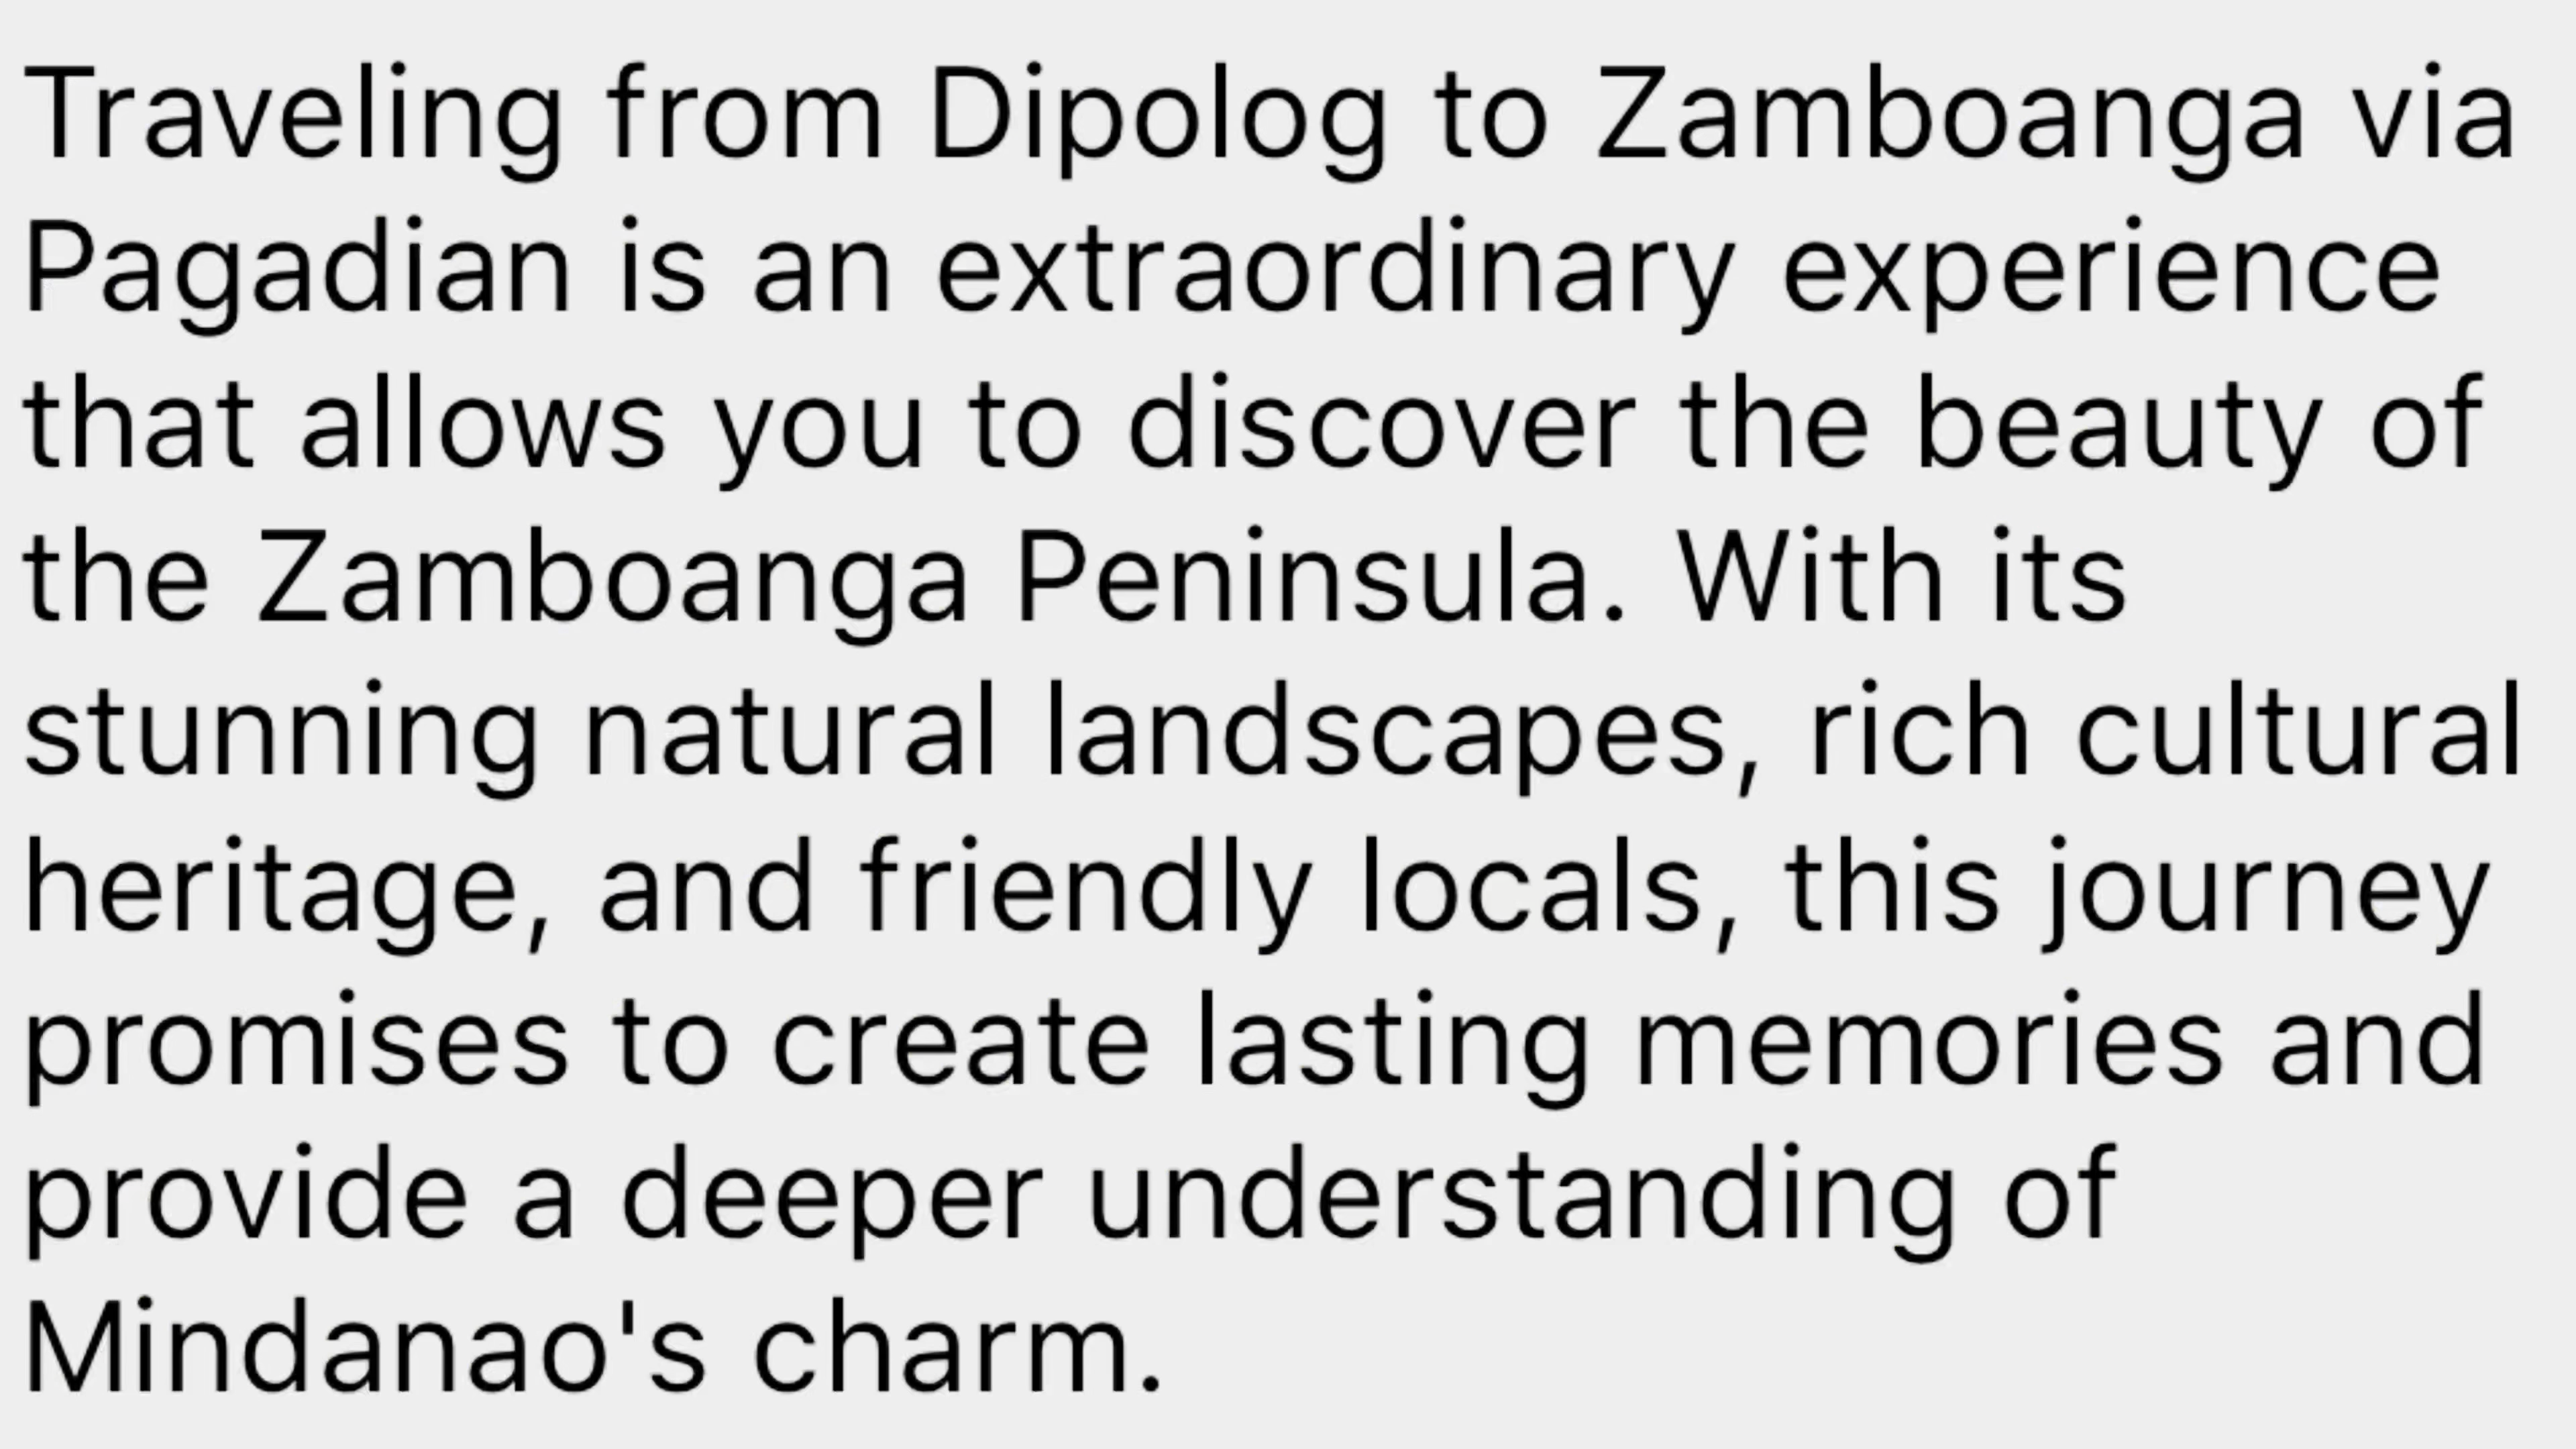 Traveling from Dipolog to Zamboanga via
Pagadian is an extraordinary experience
that allows you to discover the beauty of
the Zamboanga Peninsula. With its
stunning natural landscapes, rich cultural
heritage, and friendly locals, this journey
promises to create lasting memories and
provide a deeper understanding of
Mindanao's charm.